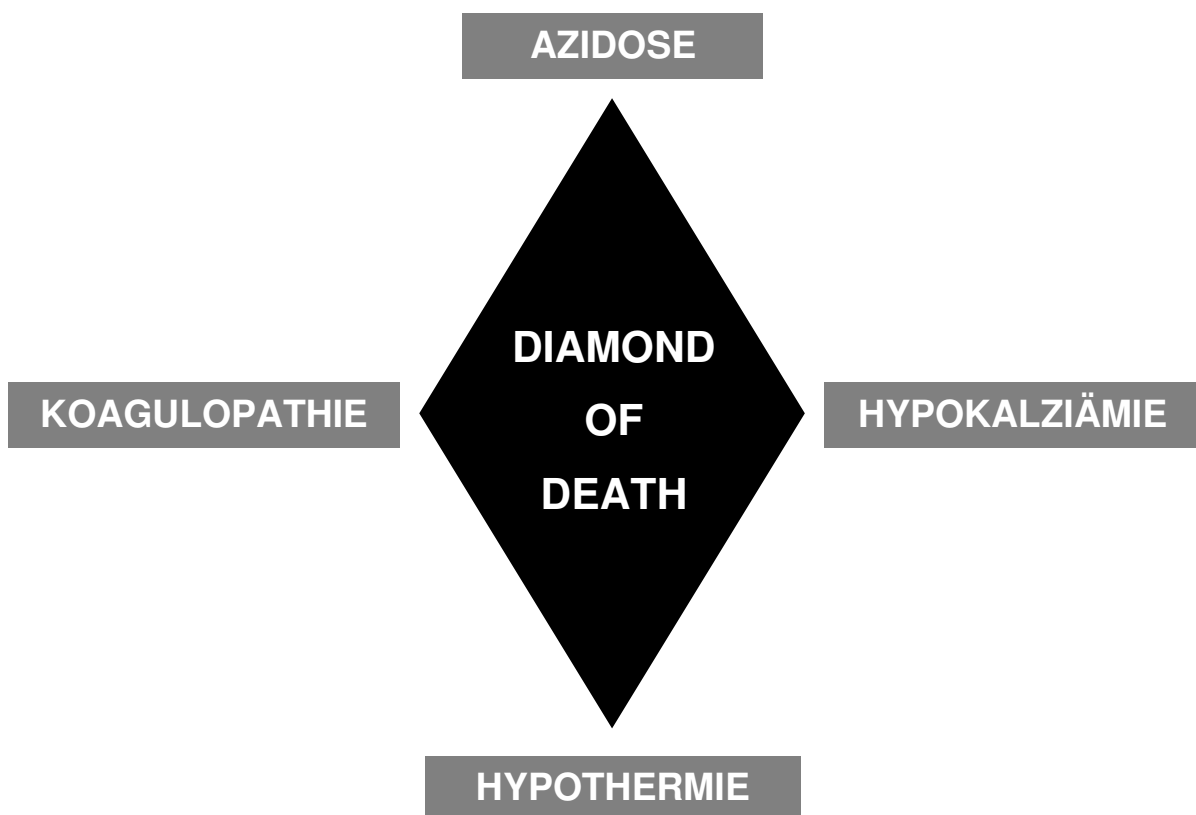 AZIDOSE
DIAMOND
OF
DEATH
KOAGULOPATHIE
HYPOKALZIÄMIE
HYPOTHERMIE